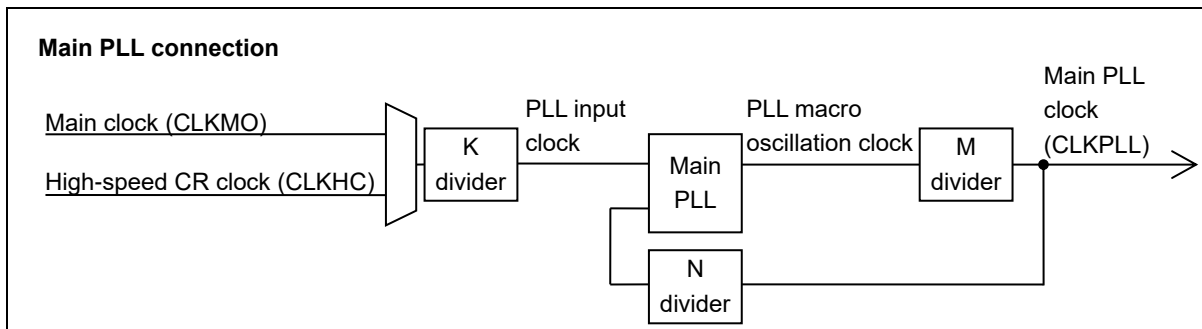 Main PLL connection
Main clock (CLKMO)
High-speed CR clock (CLKHC)
K
divider
PLL input
clock
Main
PLL
PLL macro
oscillation clock
M
divider
Main PLL
clock
(CLKPLL)
N
divider